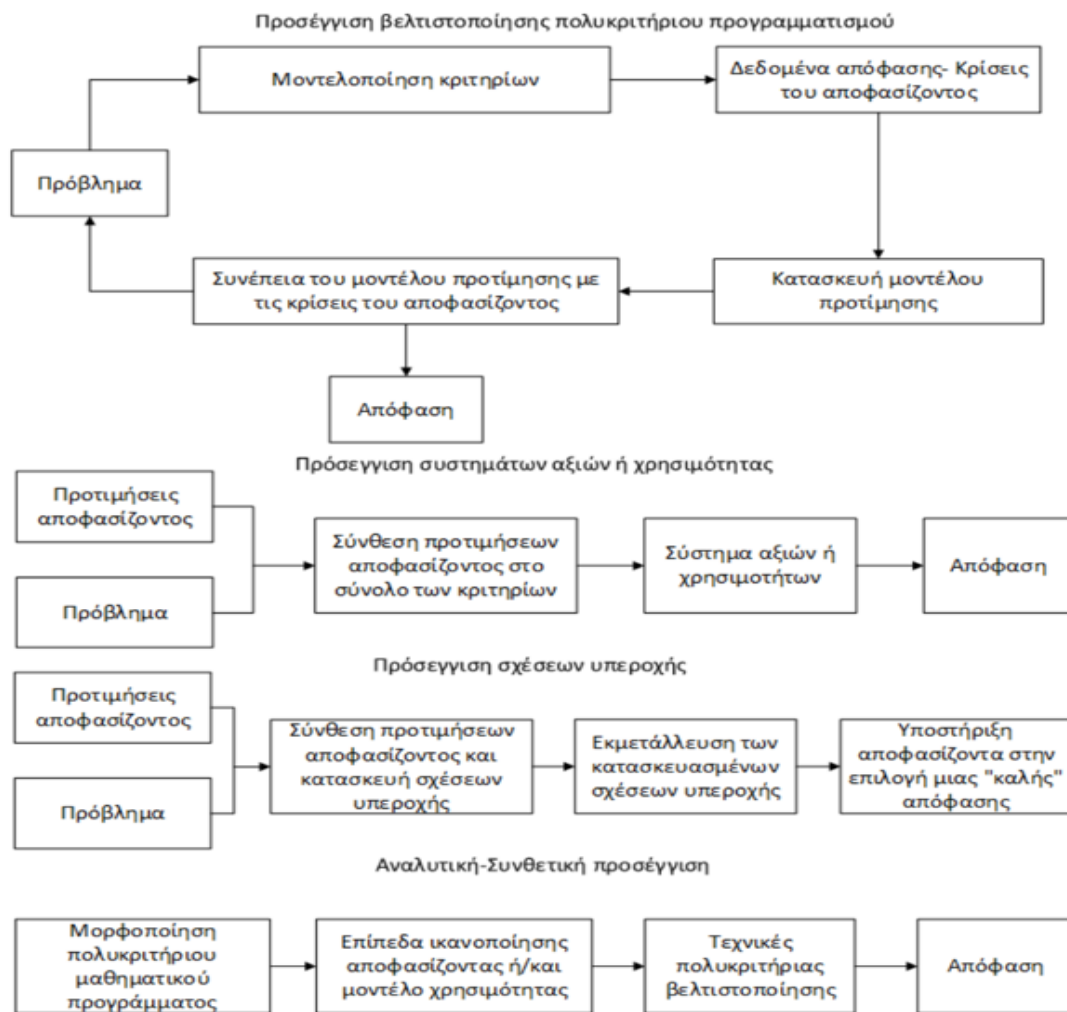 Προσέγγιση βελτιστοποίησης πολυκριτήριου προγραμματισμού
Μοντελοποίηση κριτηρίων
Δεδομένα απόφασης- Κρίσεις
του αποφασίζοντος
Πρόβλημα
Συνέπεια του μοντέλου προτίμησης με
τις κρίσεις του αποφασίζοντος
Κατασκευή μοντέλου
προτίμησης
Απόφαση
Πρόσεγγιση συστημάτων αξιών ή χρησιμότητας
Προτιμήσεις
αποφασίζοντος
Πρόβλημα
Σύνθεση προτιμήσεων
αποφασίζοντος στο
σύνολο των κριτηρίων
Σύστημα αξιών ή
χρησιμοτήτων
Απόφαση
Πρόσεγγιση σχέσεων υπεροχής
Προτιμήσεις
αποφασίζοντος
Πρόβλημα
Σύνθεση προτιμήσεων
αποφασίζοντος και
κατασκευή σχέσεων
υπεροχής
Εκμετάλλευση των
κατασκευασμένων
σχέσεων υπεροχής
Υποστήριξη
αποφασίζοντα στην
επιλογή μιας "καλής"
απόφασης
Αναλυτική-Συνθετική προσέγγιση
Μορφοποίηση
πολυκριτήριου
μαθηματικού
προγράμματος
Επίπεδα ικανοποίησης
αποφασίζοντας ή/και
μοντέλο χρησιμότητας
Τεχνικές
πολυκριτήριας
βελτιστοποίησης
Απόφαση